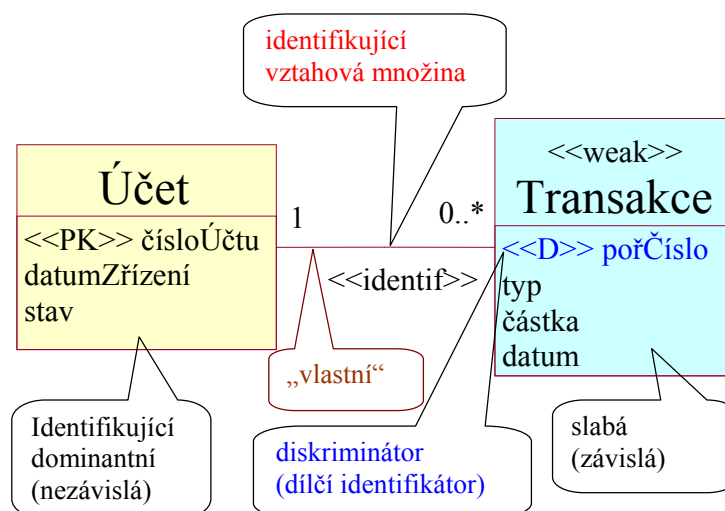 identifikující
vztahová množina
Účet
<<PK>> čísloÚčtu
datumZřízení
stav
1
0..*
<<identif>>
<<weak>>
Transakce
<<D>> pořČíslo
typ
částka
datum
„vlastní“
Identifikující
dominantní
(nezávislá)
diskriminátor
(dílčí identifikátor)
slabá
(závislá)